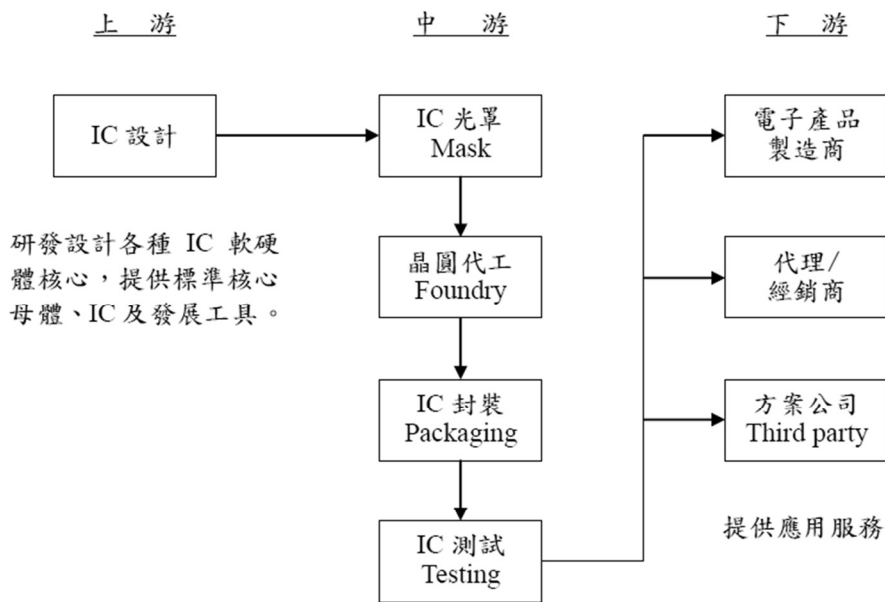 上 游
中 游
下 游
IC 設計
研發設計各種 IC 軟硬
體核心，提供標準核心
母體、IC 及發展工具。
IC 光罩
Mask
晶圓代工
Foundry
IC 封裝
Packaging
IC 測試
Testing
電子產品
製造商
代理/
經銷商
方案公司
Third party
提供應用服務